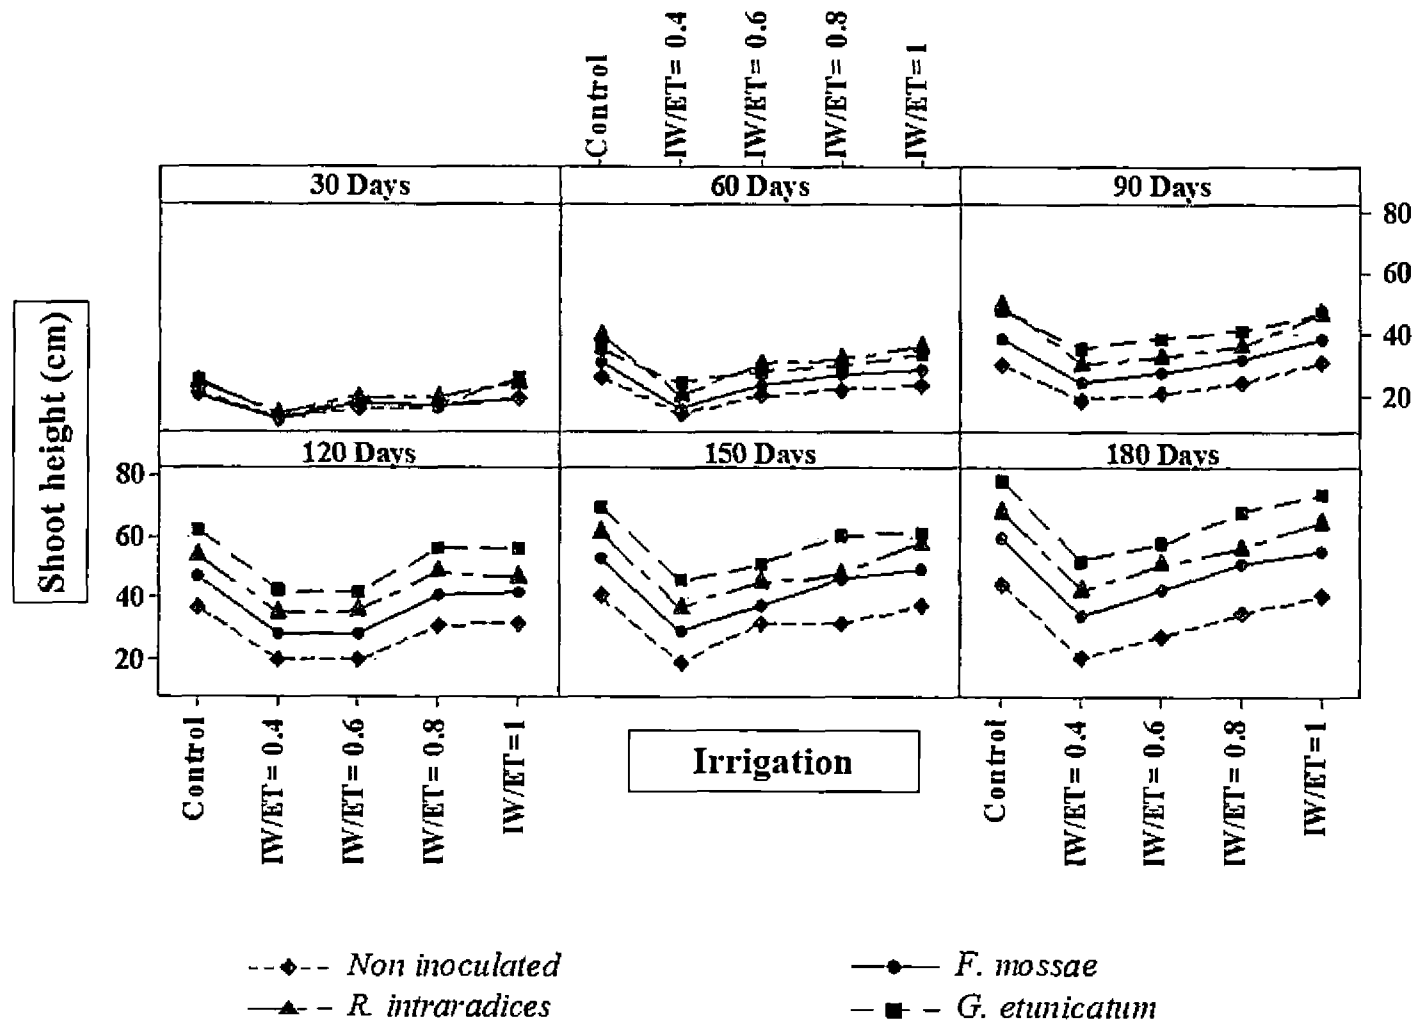 Control
IW/ET= 0.4
IW/ET= 0.6
IW/ET= 0.8
IW/ET=1
30 Days
60 Days
90 Days
80
60
40
20
Shoot height (cm)
120 Days
150 Days
180 Days
80
60
40
20
Control
IW/ET= 0.4
IW/ET= 0.6
IW/ET= 0.8
IW/ET=1
Irrigation
Control
IW/ET= 0.4
IW/ET= 0.6
IW/ET= 0.8
IW/ET=1
Non inoculated
F. mossae
R. intraradices
G. etunicatum